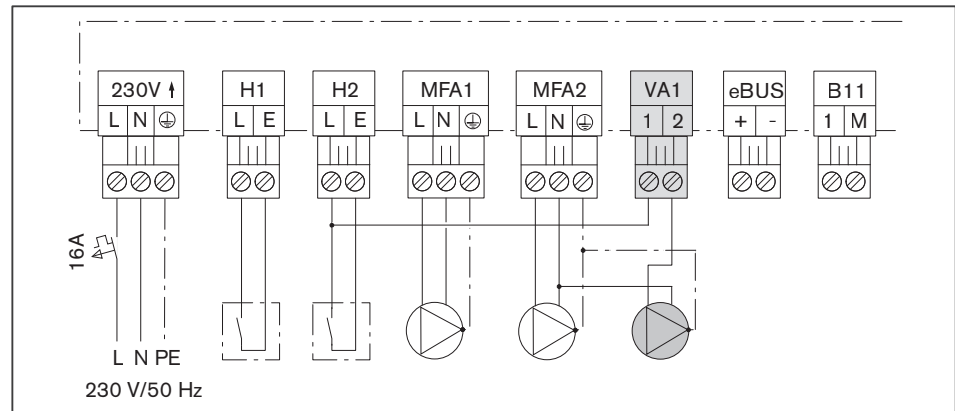 230V H1 H2 MFA1 MFA2 VA1 eBUS B11
L N L E L E L N L N 1 2 + - 1 M
16A
L N PE
230 V/50 Hz